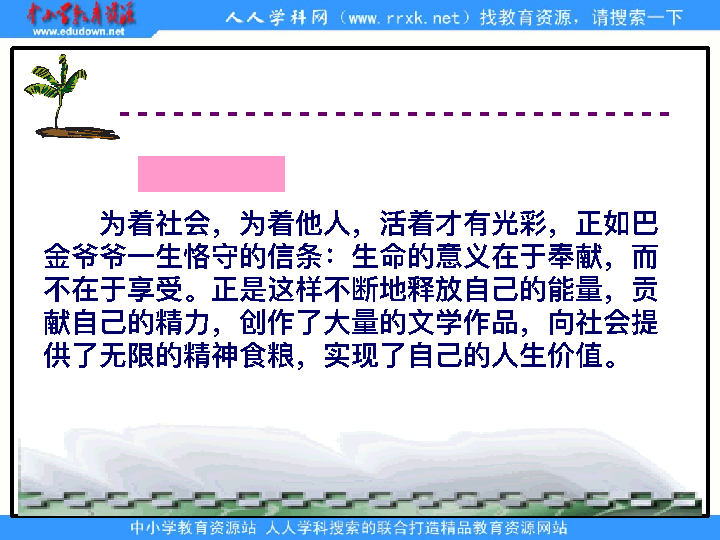 中小学教育资源
www.edudown.net
人人学科网（www.rrxk.net）找教育资源，请搜索一下
为着社会，为着他人，活着才有光彩，正如巴
金爷爷一生恪守的信条：生命的意义在于奉献，而
不在于享受。正是这样不断地释放自己的能量，贡
献自己的精力，创作了大量的文学作品，向社会提
供了无限的精神食粮，实现了自己的人生价值。
中小学教育资源站 人人学科搜索的联合打造精品教育资源网站